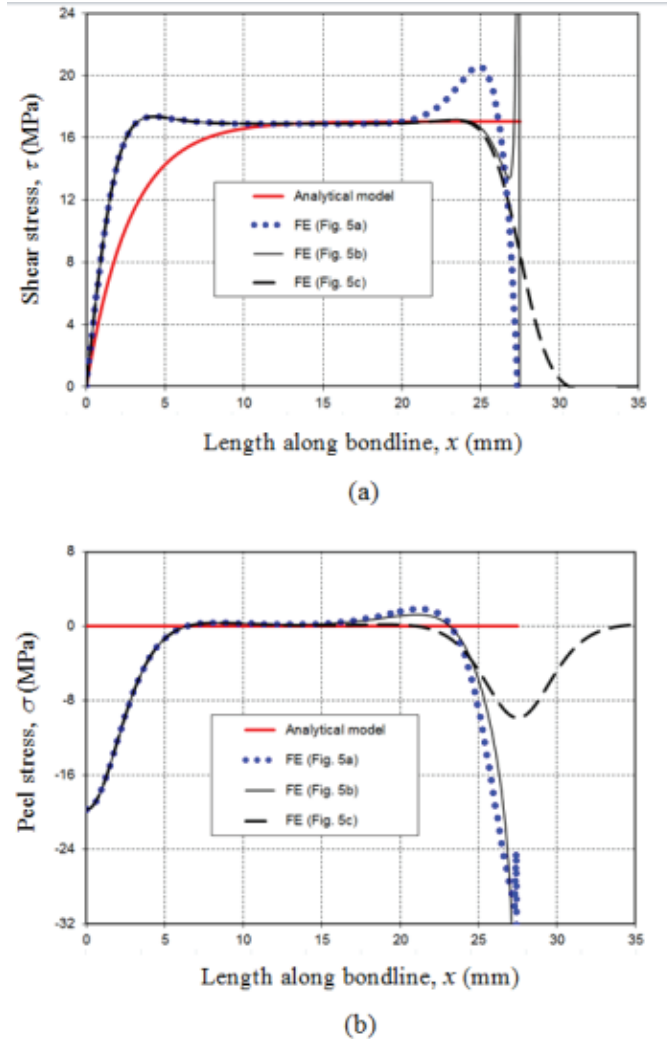 24
20
16
12
8
4
0
Shear stress, τ (MPa)
Analytical model
FE (Fig. 5a)
FE (Fig. 5b)
FE (Fig. 5c)
0 5 10 15 20 25 30 35
Length along bondline, x (mm)
(a)
8
0
-8
-16
-24
-32
Peel stress, σ (MPa)
Analytical model
FE (Fig. 5a)
FE (Fig. 5b)
FE (Fig. 5c)
0 5 10 15 20 25 30 35
Length along bondline, x (mm)
(b)